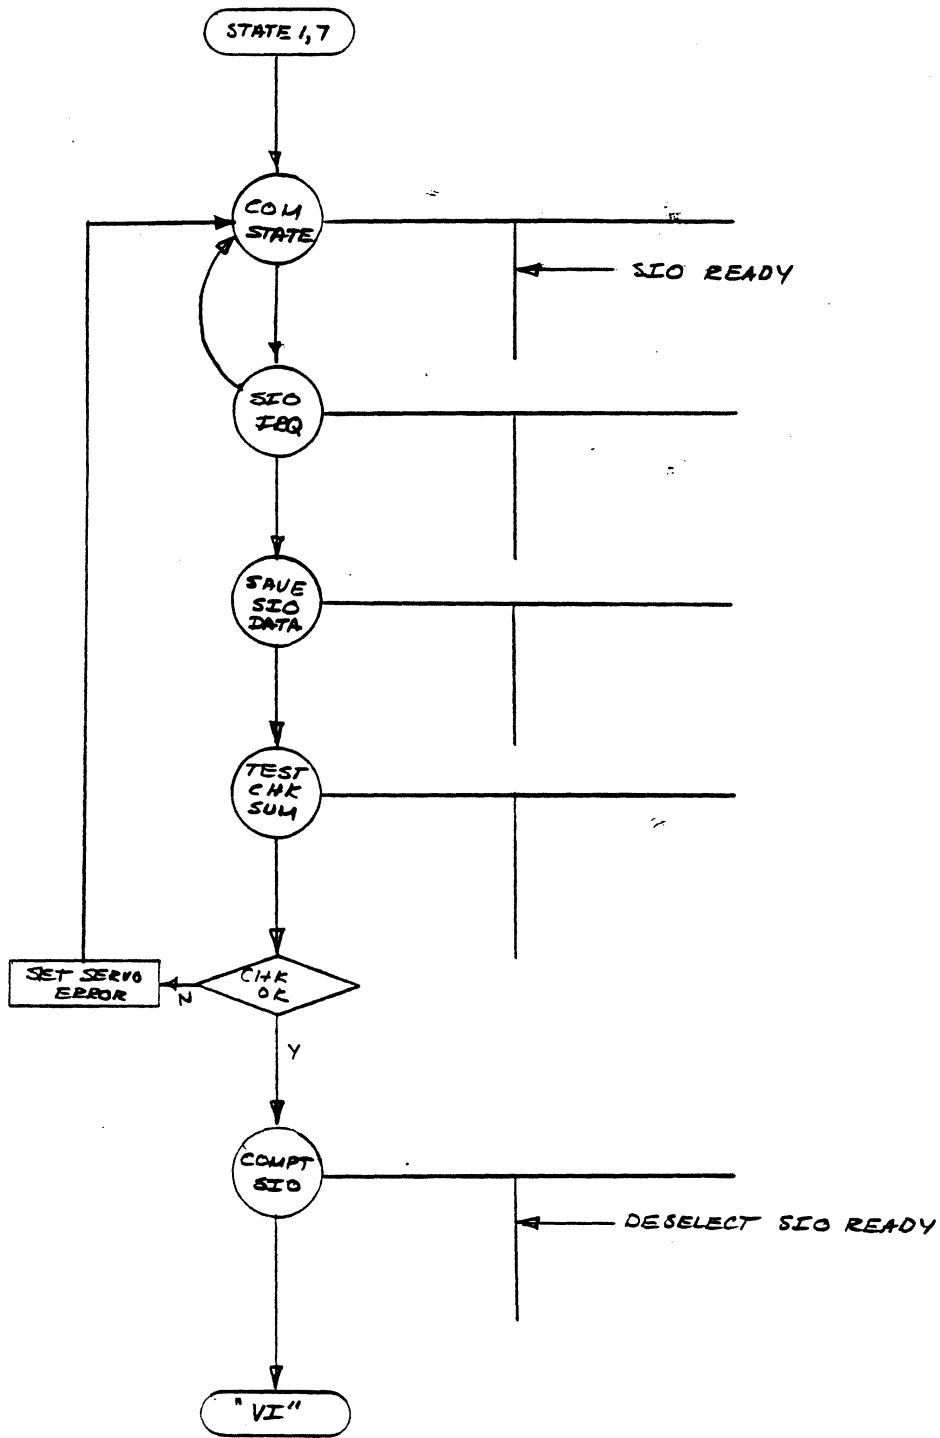 STATE 1,7
COM
STATE
SIO READY
SIO
IRQ
SAVE
SIO
DATA
TEST
CHK
SUM
SET SERVO
ERROR
N
CHK
OK
Y
COMPT
SIO
DESELECT SIO READY
"VI"